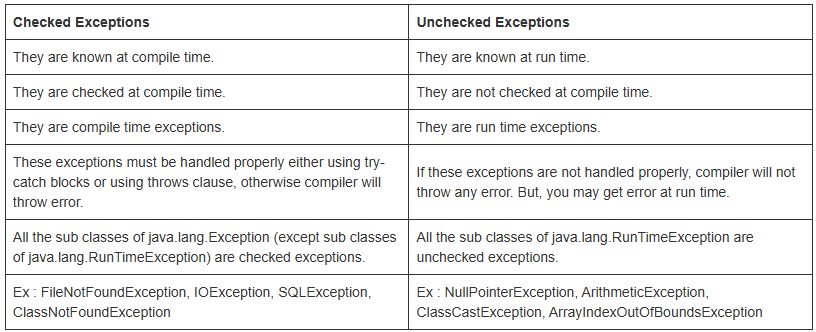 Checked Exceptions
Unchecked Exceptions
They are known at compile time.
They are known at run time.
They are checked at compile time.
They are not checked at compile time.
They are compile time exceptions.
They are run time exceptions.
These exceptions must be handled properly either using try-
catch blocks or using throws clause, otherwise compiler will
throw error.
If these exceptions are not handled properly, compiler will not
throw any error. But, you may get error at run time.
All the sub classes of java.lang.Exception (except sub classes
of java.lang.RunTimeException) are checked exceptions.
All the sub classes of java.lang.RunTimeException are
unchecked exceptions.
Ex : FileNotFoundException, IOException, SQLException,
ClassNotFoundException
Ex : NullPointerException, ArithmeticException,
ClassCastException, ArrayIndexOutOfBoundsException